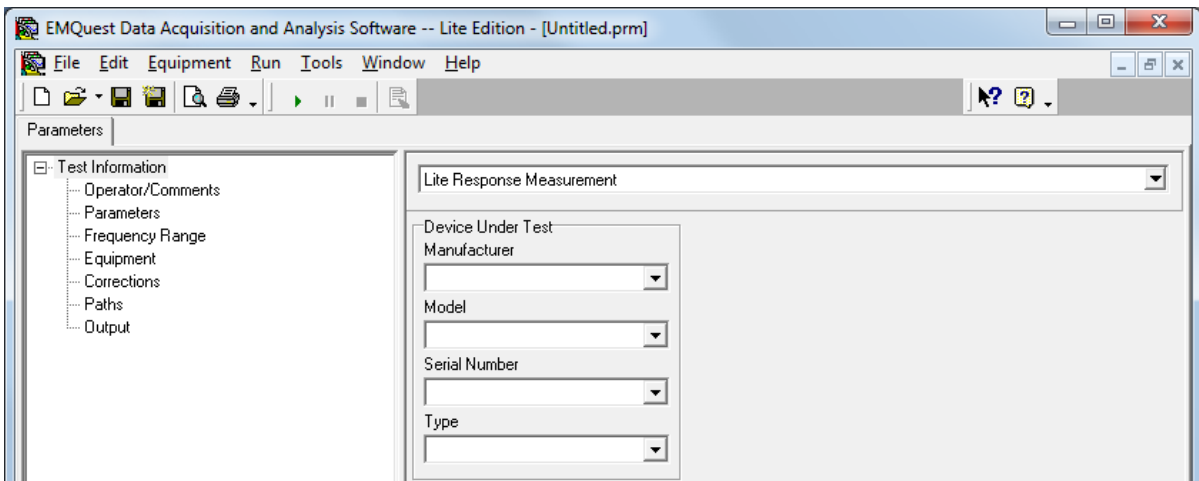 EMQuest Data Acquisition and Analysis Software -- Lite Edition - [Untitled.prm]
File Edit Equipment Run Tools Window Help
Parameters
Test Information
Operator/Comments
Parameters
Frequency Range
Equipment
Corrections
Paths
Output
Lite Response Measurement
Device Under Test
Manufacturer
Model
Serial Number
Type